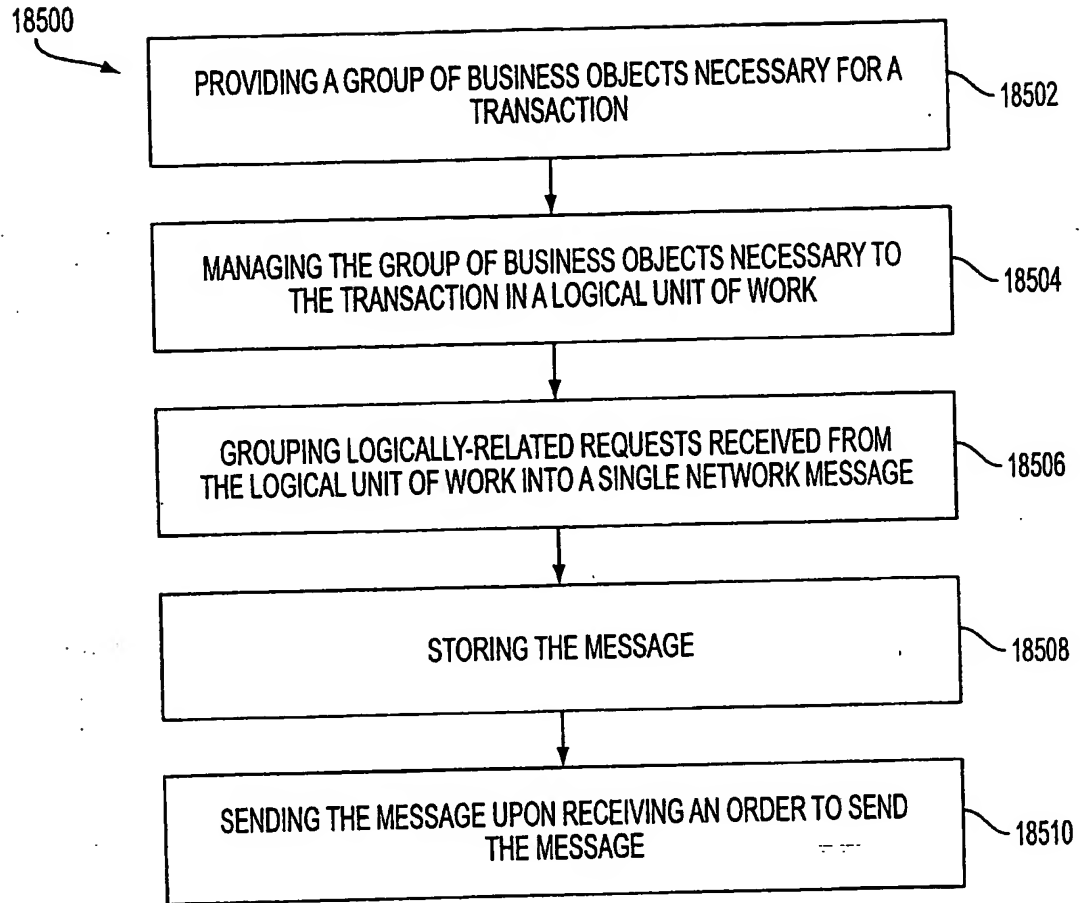 18500
PROVIDING A GROUP OF BUSINESS OBJECTS NECESSARY FOR A
TRANSACTION
18502
MANAGING THE GROUP OF BUSINESS OBJECTS NECESSARY TO
THE TRANSACTION IN A LOGICAL UNIT OF WORK
18504
GROUPING LOGICALLY-RELATED REQUESTS RECEIVED FROM
THE LOGICAL UNIT OF WORK INTO A SINGLE NETWORK MESSAGE
18506
STORING THE MESSAGE
18508
SENDING THE MESSAGE UPON RECEIVING AN ORDER TO SEND
THE MESSAGE
18510